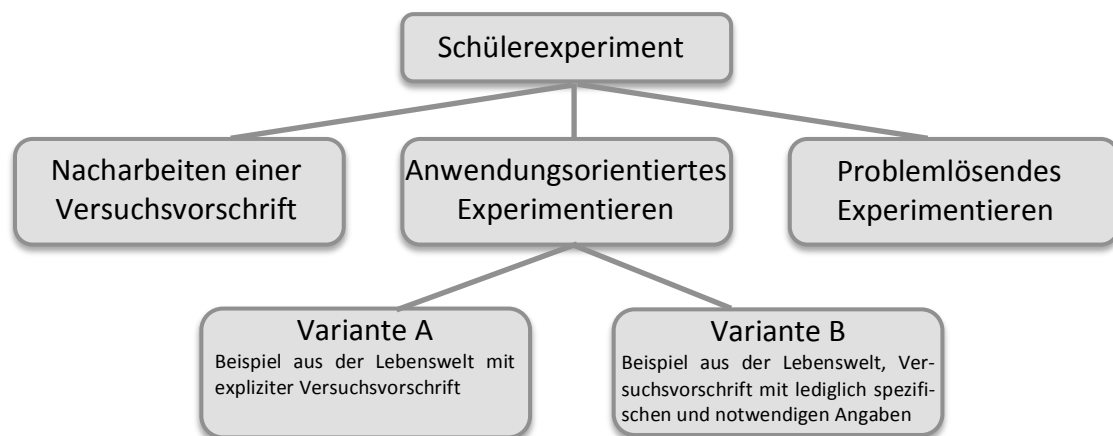 Schülerexperiment
Nacharbeiten einer
Versuchsvorschrift
Anwendungsorientiertes
Experimentieren
Problemlösendes
Experimentieren
Variante A
Beispiel aus der Lebenswelt mit
expliziter Versuchsvorschrift
Variante B
Beispiel aus der Lebenswelt, Ver-
suchsvorschrift mit lediglich spezifi-
schen und notwendigen Angaben